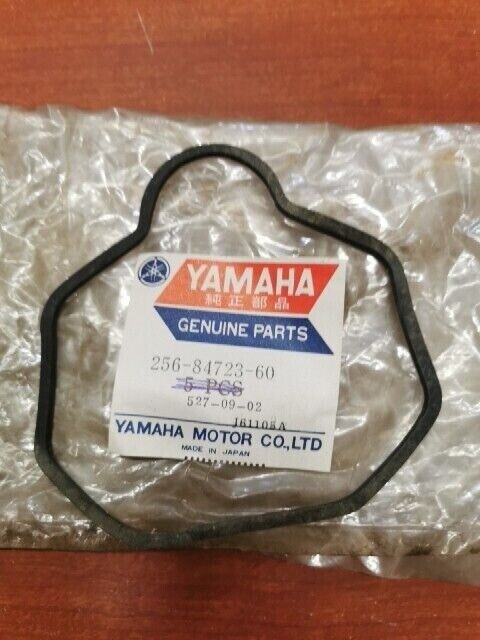 YAMAHA
純正部品
GENUINE PARTS
256-84723-60
5 PCS
527-09-02
J61105A
YAMAHA MOTOR CO.,LTD
MADE IN JAPAN